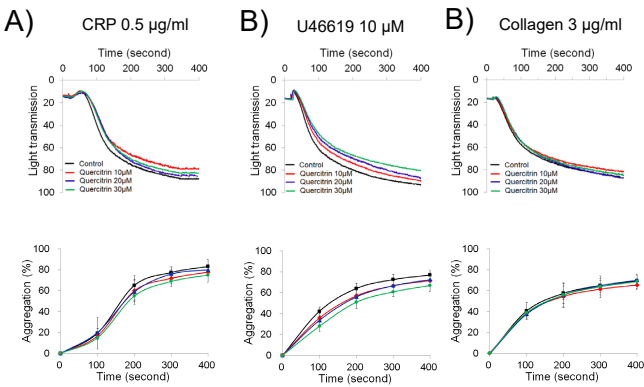 A) CRP 0.5 µg/ml
Time (second)
0 100 200 300 400
0
20
40
60
80
100
Light transmission
Control
Quercitrin 10µM
Quercitrin 20µM
Quercitrin 30µM
100
80
60
40
20
0
Aggregation (%)
0 100 200 300 400
Time (second)
B) U46619 10 µM
Time (second)
0 100 200 300 400
0
20
40
60
80
100
Light transmission
Control
Quercitrin 10µM
Quercitrin 20µM
Quercitrin 30µM
100
80
60
40
20
0
Aggregation (%)
0 100 200 300 400
Time (second)
B) Collagen 3 µg/ml
Time (second)
0 100 200 300 400
0
20
40
60
80
100
Light transmission
Control
Quercitrin 10µM
Quercitrin 20µM
Quercitrin 30µM
100
80
60
40
20
0
Aggregation (%)
0 100 200 300 400
Time (second)